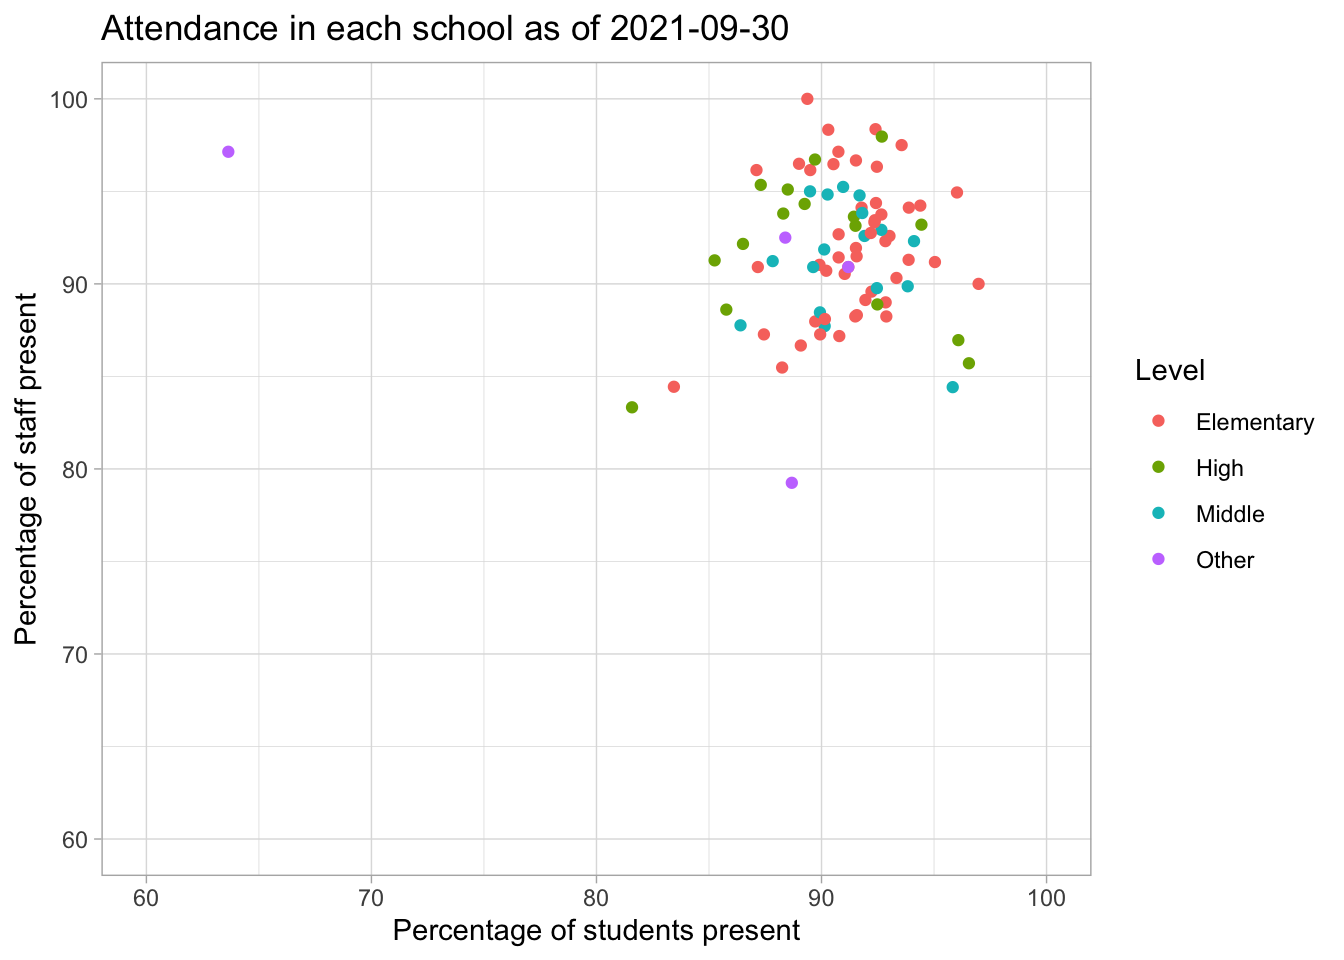 Attendance in each school as of 2021-09-30
100
90
80
70
60
Percentage of staff present
60 70 80 90 100
Percentage of students present
Level
Elementary
High
Middle
Other